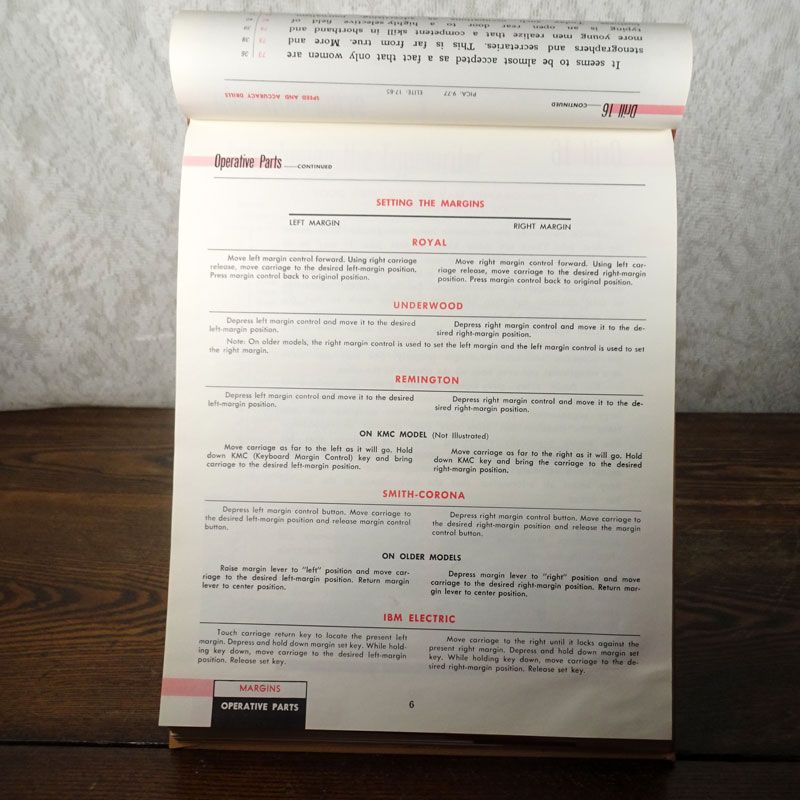 typing is an open rear door to a highly selective field of
more young men realize that a competent skill in shorthand and
stenographers and secretaries. This is far from true. More and
It seems to be almost accepted as a fact that only women are
73
36
SPEED AND ACCURACY DRILLS
PICA, 9-77 ELITE, 17-85
Drill 16 —CONTINUED
Operative Parts —CONTINUED
SETTING THE MARGINS
LEFT MARGIN
RIGHT MARGIN
ROYAL
Move left margin control forward. Using right carriage
release, move carriage to the desired left-margin position.
Press margin control back to original position.
Move right margin control forward. Using left car-
riage release, move carriage to the desired right-margin
position. Press margin control back to original position.
UNDERWOOD
Depress left margin control and move it to the desired
left-margin position.
Depress right margin control and move it to the de-
sired right-margin position.
Note: On older models, the right margin control is used to set the left margin and the left margin control is used to set
the right margin.
REMINGTON
Depress left margin control and move it to the desired
left-margin position.
Depress right margin control and move it to the de-
sired right-margin position.
ON KMC MODEL (Not Illustrated)
Move carriage as far to the left as it will go. Hold
down KMC (Keyboard Margin Control) key and bring
carriage to the desired left-margin position.
Move carriage as far to the right as it will go. Hold
down KMC key and bring the carriage to the desired
right-margin position.
SMITH-CORONA
Depress left margin control button. Move carriage to
the desired left-margin position and release margin control
button.
Depress right margin control button. Move carriage to
the desired right-margin position and release the margin
control button.
ON OLDER MODELS
Raise margin lever to "left" position and move car-
riage to the desired left-margin position. Return margin
lever to center position.
Depress margin lever to "right" position and move
carriage to the desired right-margin position. Return mar-
gin lever to center position.
IBM ELECTRIC
Touch carriage return key to locate the present left
margin. Depress and hold down margin set key. While hold-
ing key down, move carriage to the desired left-margin
position. Release set key.
Move carriage to the right until it locks against the
present right margin. Depress and hold down margin set
key. While holding key down, move carriage to the de-
sired right-margin position. Release set key.
MARGINS
OPERATIVE PARTS
6